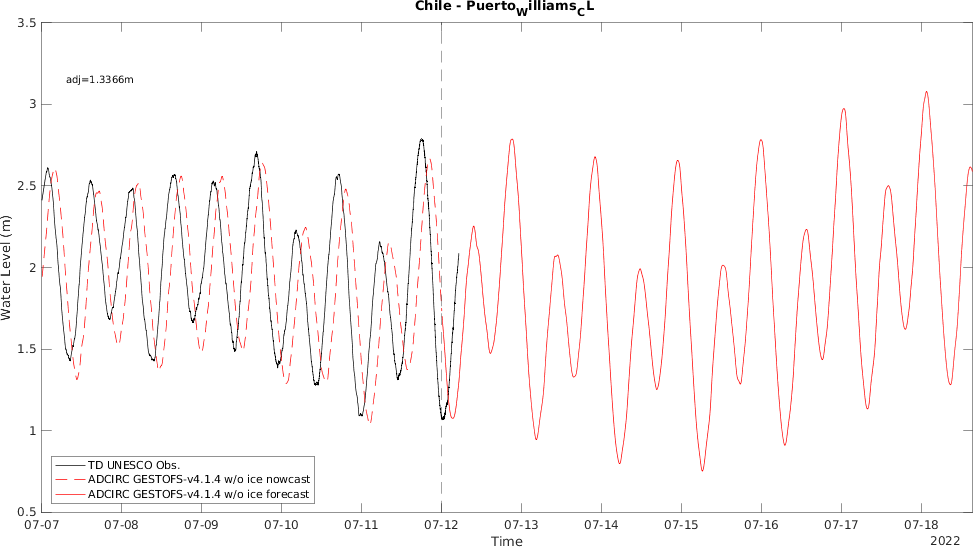 Chile - Puerto_Williams_CL
3.5
adj=1.3366m
3
2.5
2
1.5
1
0.5
Water Level (m)
TD UNESCO Obs.
ADCIRC GESTOFS-v4.1.4 w/o ice nowcast
ADCIRC GESTOFS-v4.1.4 w/o ice forecast
07-07 07-08 07-09 07-10 07-11 07-12 07-13 07-14 07-15 07-16 07-17 07-18
Time
2022